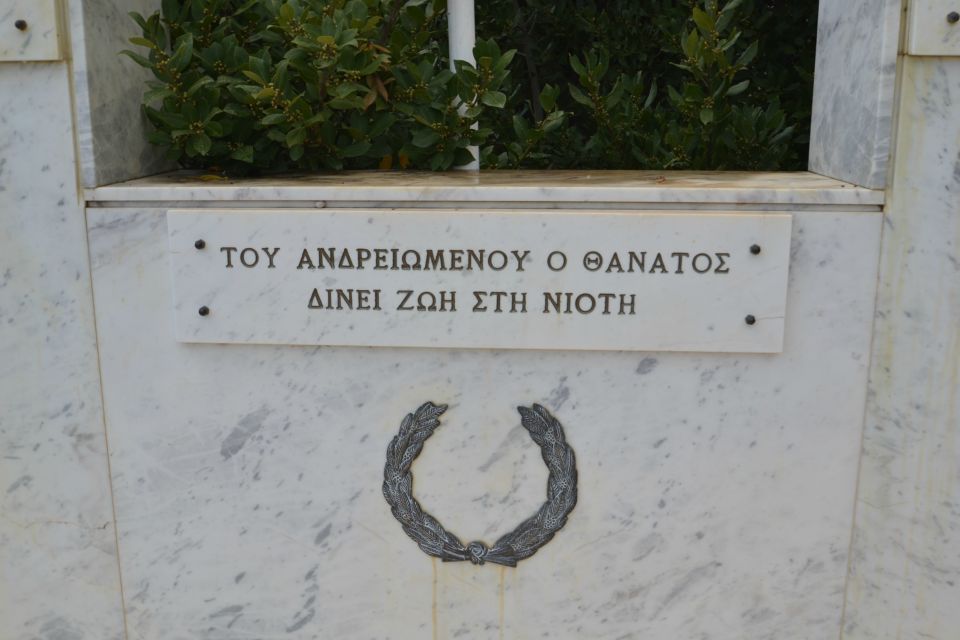 ΤΟΥ ΑΝΔΡΕΙΩΜΕΝΟΥ Ο ΘΑΝΑΤΟΣ
ΔΙΝΕΙ ΖΩΗ ΣΤΗ ΝΙΟΤΗ